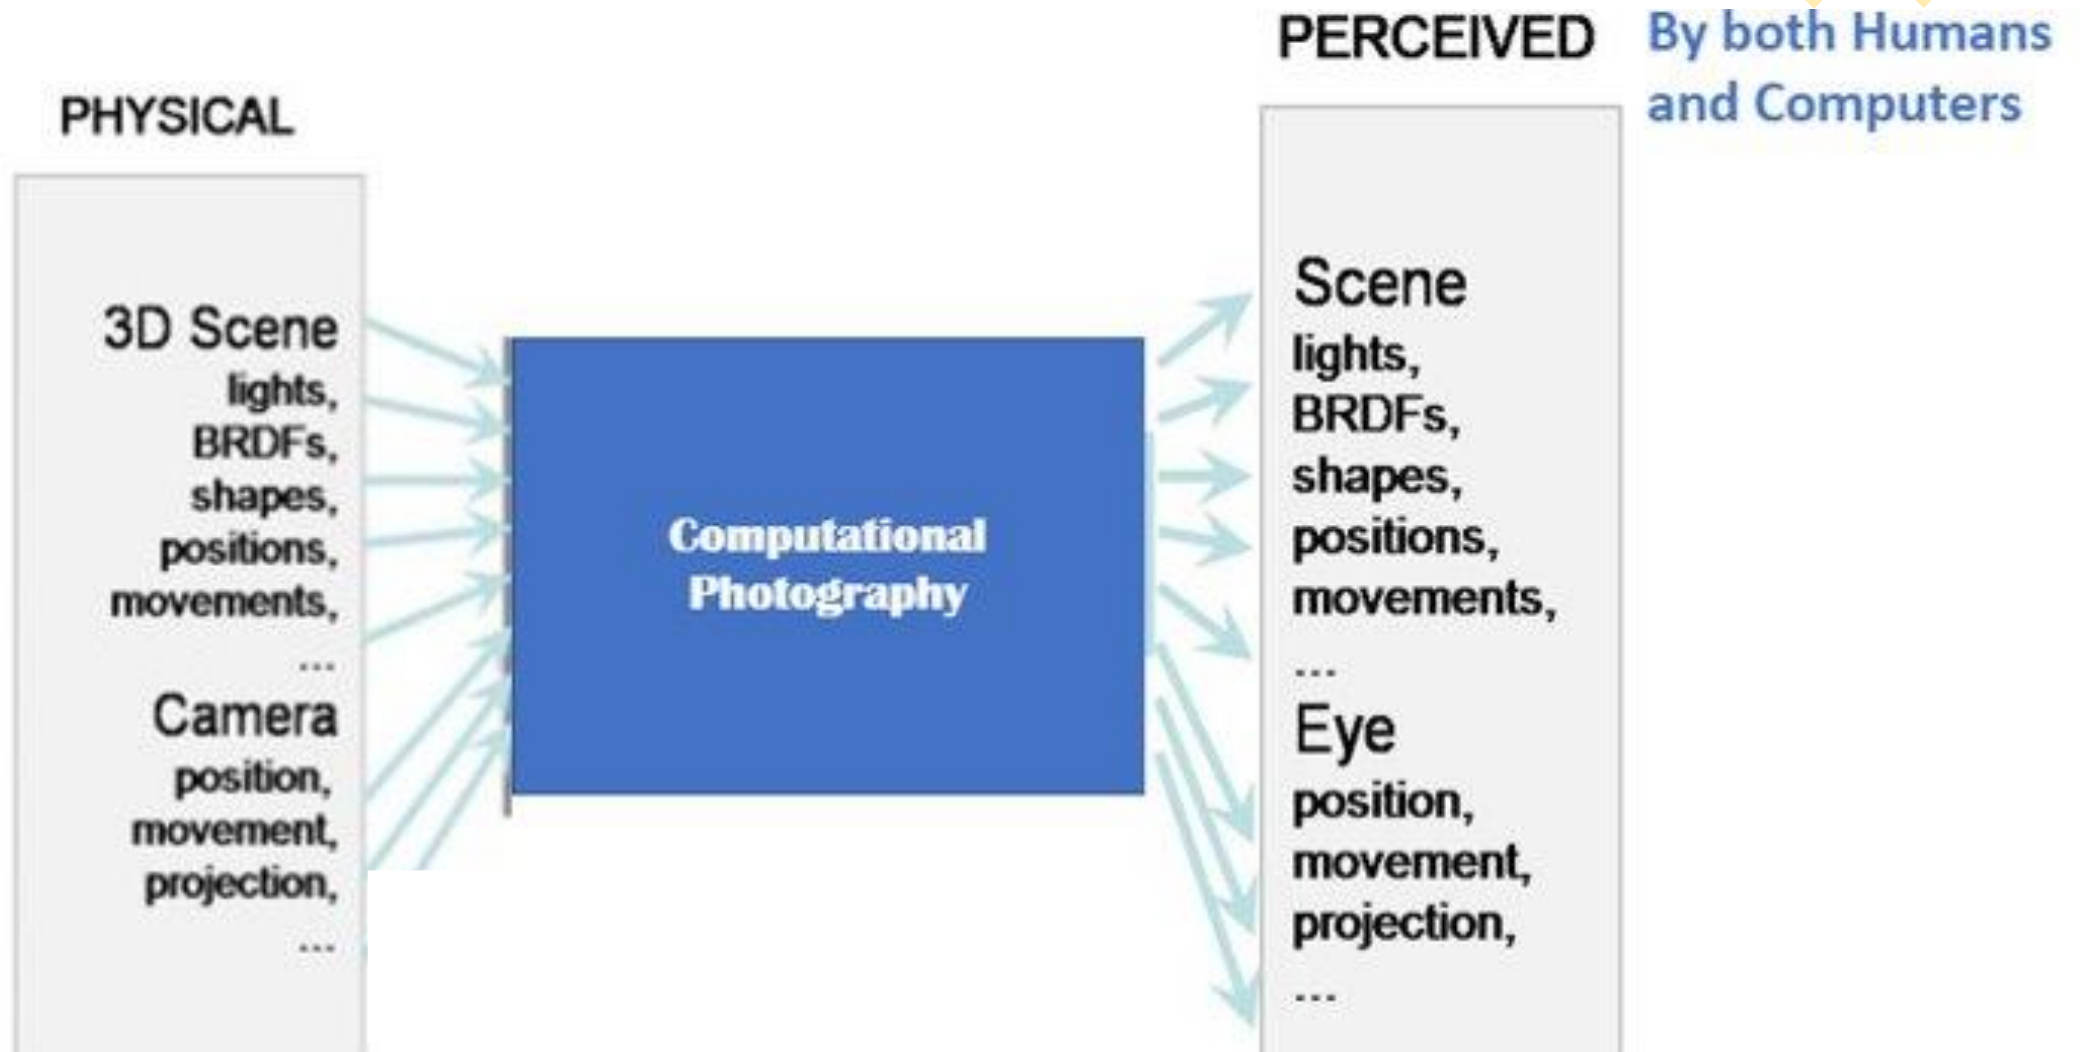 PHYSICAL
3D Scene
lights,
BRDFs,
shapes,
positions,
movements,
...
Camera
position,
movement,
projection,
...
Computational
Photography
PERCEIVED
By both Humans
and Computers
Scene
lights,
BRDFs,
shapes,
positions,
movements,
...
Eye
position,
movement,
projection,
...